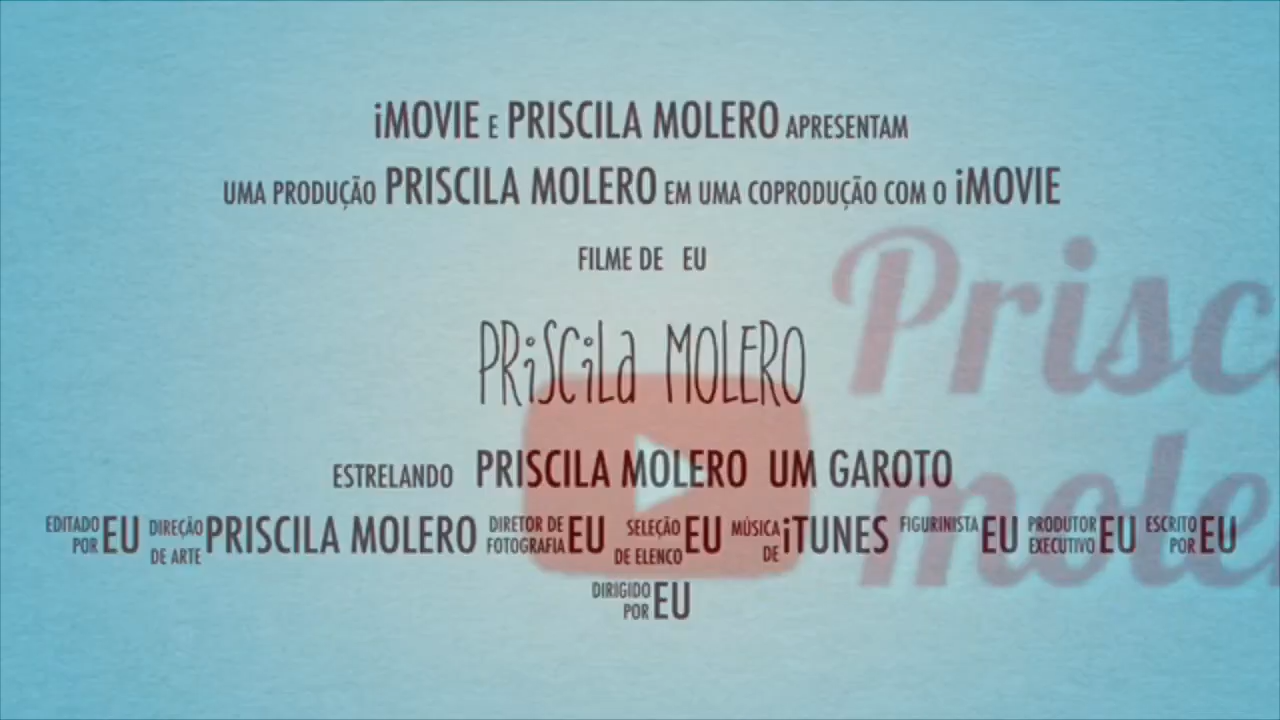 iMOVIE E PRISCILA MOLERO APRESENTAM
UMA PRODUÇÃO PRISCILA MOLERO EM UMA COPRODUÇÃO COM O iMOVIE
FILME DE EU
PRiSCiLa MOLERO
ESTRELANDO PRISCILA MOLERO UM GAROTO
EDITADO POR EU DIREÇÃO DE ARTE PRISCILA MOLERO DIRETOR DE FOTOGRAFIA EU SELEÇÃO DE ELENCO EU MÚSICA DE iTUNES FIGURINISTA EU PRODUTOR EXECUTIVO EU ESCRITO POR EU
DIRIGIDO POR EU
Prisc
moler